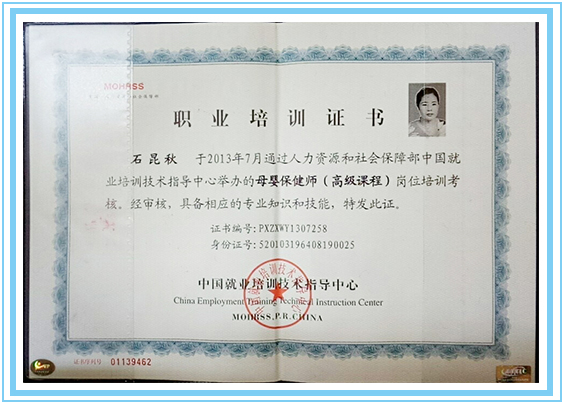 MOHRSS
职业培训证书
石昆秋 于2013年7月通过人力资源和社会保障部中国就
业培训技术指导中心举办的母婴保健师（高级课程）岗位培训考
核。经审核，具备相应的专业知识和技能，特发此证。
证书编号：PXZXWY1307258
身份证号：520103196408190025
中国就业培训技术指导中心
China Employment Training Technical Instruction Center
MOHRSS,P.R.CHINA
证书序列号 01139462